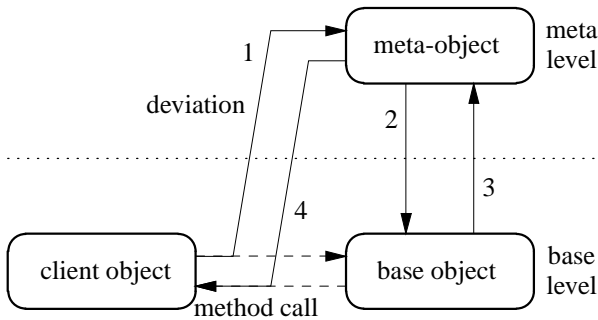 1
meta-object
meta
level
deviation
2
3
4
client object
base object
base
level
method call